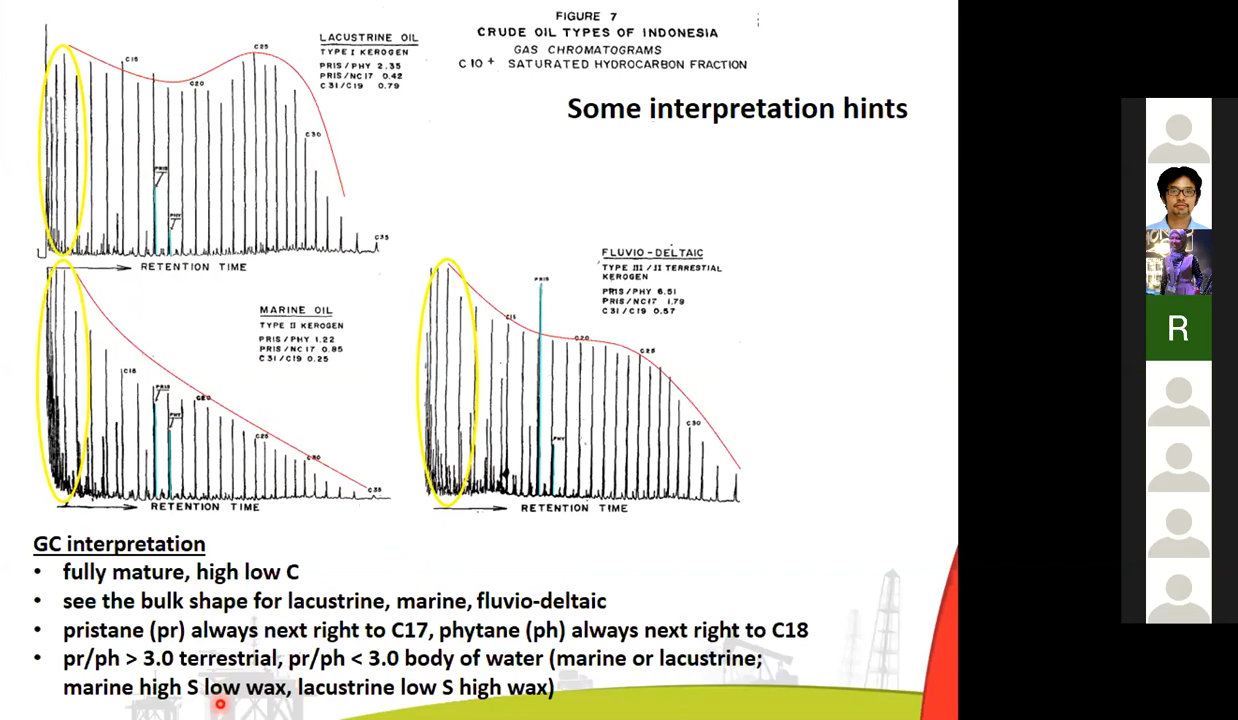 FIGURE 7
CRUDE OIL TYPES OF INDONESIA
GAS CHROMATOGRAMS
C 10 + SATURATED HYDROCARBON FRACTION
Some interpretation hints
LACUSTRINE OIL
TYPE I KEROGEN
PRIS/PHY 2.35
PRIS/NC17 0.42
C31/C19 0.79
C15
C20
C25
C30
C35
PRIS
PHY
RETENTION TIME
MARINE OIL
TYPE II KEROGEN
PRIS/PHY 1.22
PRIS/NC17 0.85
C31/C19 0.25
C15
PRIS
PHY
C20
C25
C30
C35
RETENTION TIME
FLUVIO-DELTAIC
TYPE III/II TERRESTIAL
KEROGEN
PRIS/PHY 6.51
PRIS/NC17 1.79
C31/C19 0.57
PRIS
C15
C20
C25
C30
PHY
RETENTION TIME
GC interpretation
• fully mature, high low C
• see the bulk shape for lacustrine, marine, fluvio-deltaic
• pristane (pr) always next right to C17, phytane (ph) always next right to C18
• pr/ph > 3.0 terrestrial, pr/ph < 3.0 body of water (marine or lacustrine;
marine high S low wax, lacustrine low S high wax)
R